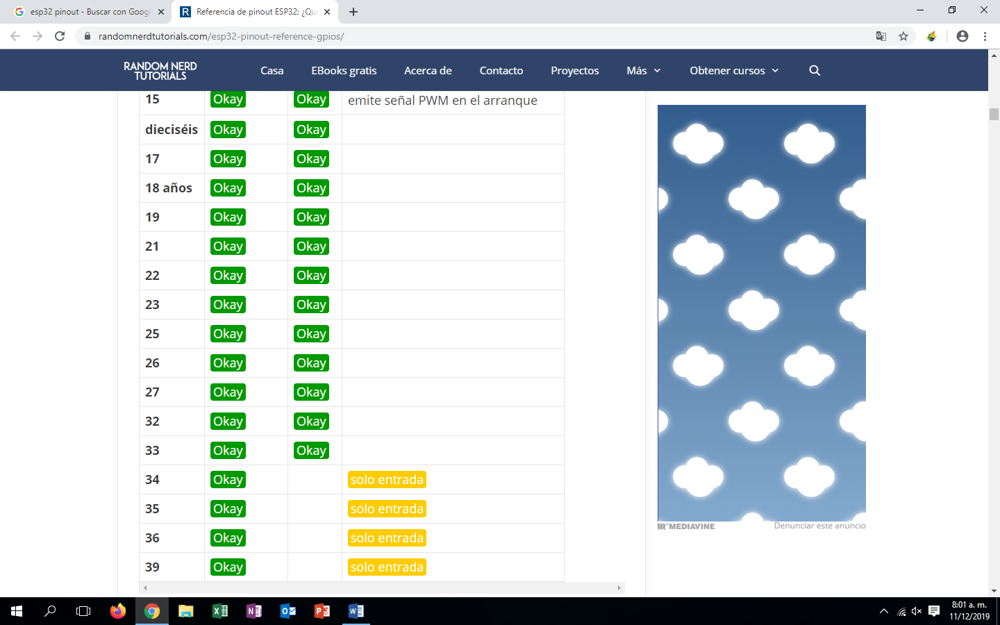 esp32 pinout - Buscar con Googl
Referencia de pinout ESP32: ¿Qu
randomnerdtutorials.com/esp32-pinout-reference-gpios/
RANDOM NERD
TUTORIALS
Casa
EBooks gratis
Acerca de
Contacto
Proyectos
Más
Obtener cursos
15 Okay Okay emite señal PWM en el arranque
dieciséis Okay Okay
17 Okay Okay
18 años Okay Okay
19 Okay Okay
21 Okay Okay
22 Okay Okay
23 Okay Okay
25 Okay Okay
26 Okay Okay
27 Okay Okay
32 Okay Okay
33 Okay Okay
34 Okay solo entrada
35 Okay solo entrada
36 Okay solo entrada
39 Okay solo entrada
MEDIAVINE
Denunciar este anuncio
8:01 a. m.
11/12/2019